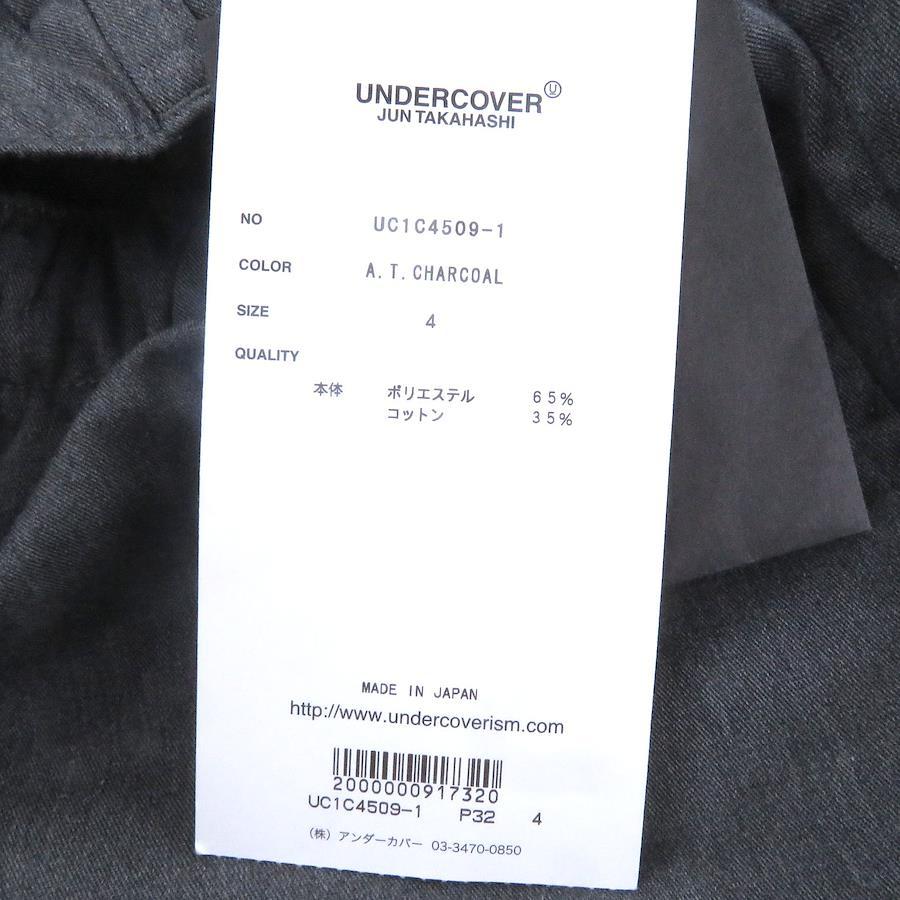 UNDERCOVER Ⓤ
JUN TAKAHASHI
NO UC1C4509-1
COLOR A.T.CHARCOAL
SIZE 4
QUALITY
本体 ポリエステル 65%
コットン 35%
MADE IN JAPAN
http://www.undercoverism.com
2000000917320
UC1C4509-1 P32 4
(株) アンダーカバー 03-3470-0850